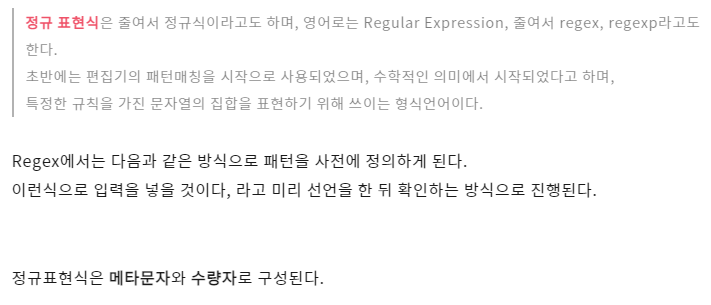 정규 표현식은 줄여서 정규식이라고도 하며, 영어로는 Regular Expression, 줄여서 regex, regexp라고도
한다.
초반에는 편집기의 패턴매칭을 시작으로 사용되었으며, 수학적인 의미에서 시작되었다고 하며,
특정한 규칙을 가진 문자열의 집합을 표현하기 위해 쓰이는 형식언어이다.
Regex에서는 다음과 같은 방식으로 패턴을 사전에 정의하게 된다.
이런식으로 입력을 넣을 것이다, 라고 미리 선언을 한 뒤 확인하는 방식으로 진행된다.
정규표현식은 메타문자와 수량자로 구성된다.